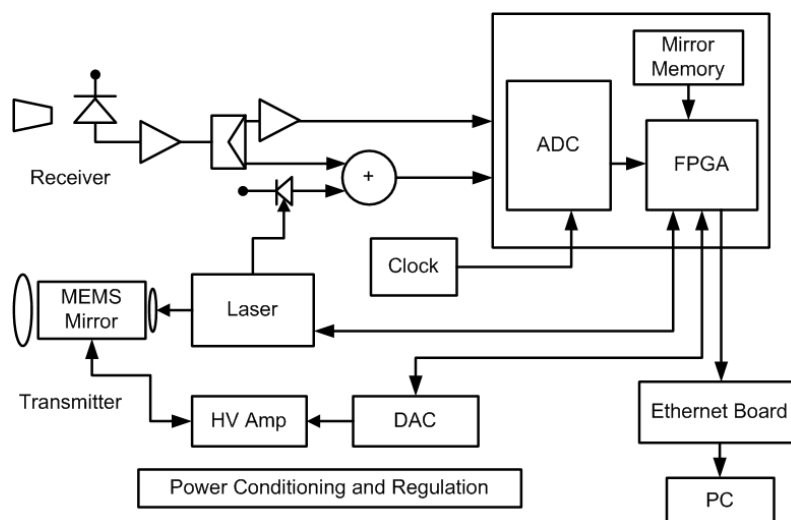 Mirror
Memory
ADC
FPGA
+
Receiver
Clock
MEMS
Mirror
Laser
Transmitter
HV Amp
DAC
Ethernet Board
Power Conditioning and Regulation
PC